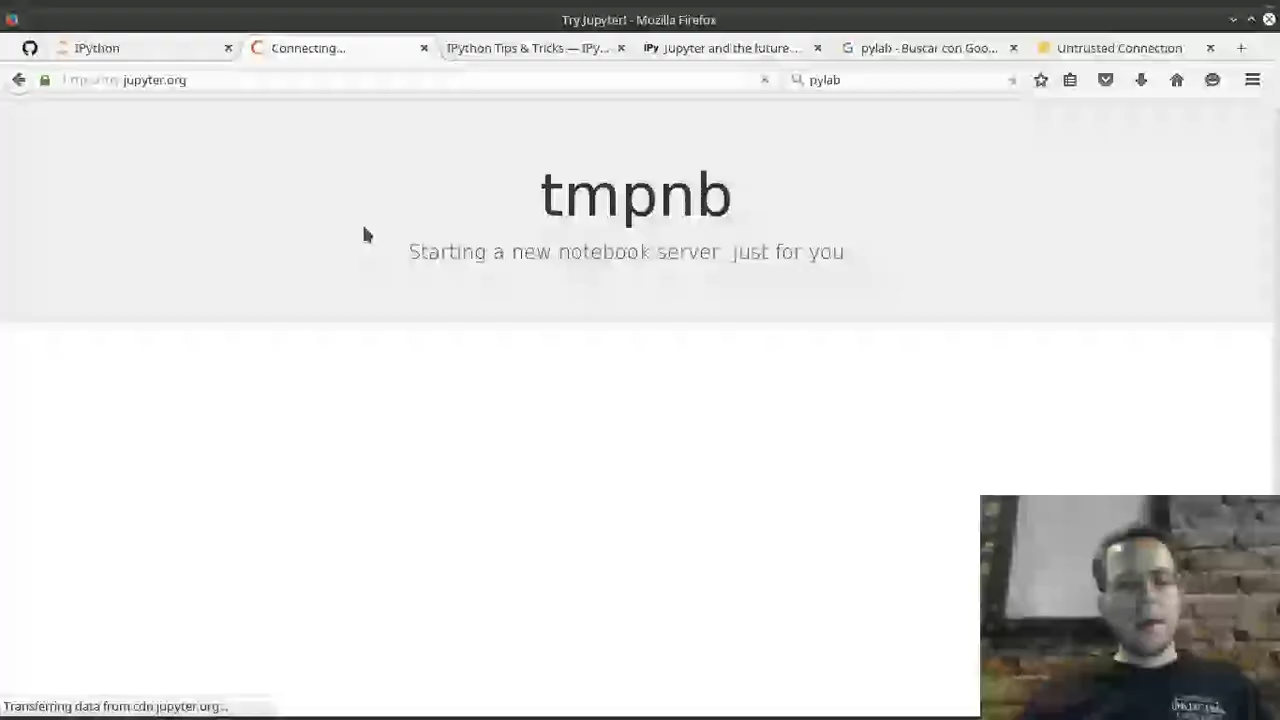 Try Jupyter! - Mozilla Firefox
IPython
Connecting...
IPython Tips & Tricks — IPy...
IPy Jupyter and the future...
pylab - Buscar con Goo...
Untrusted Connection
jupyter.org
pylab
tmpnb
Starting a new notebook server just for you
Transferring data from cdn.jupyter.org...